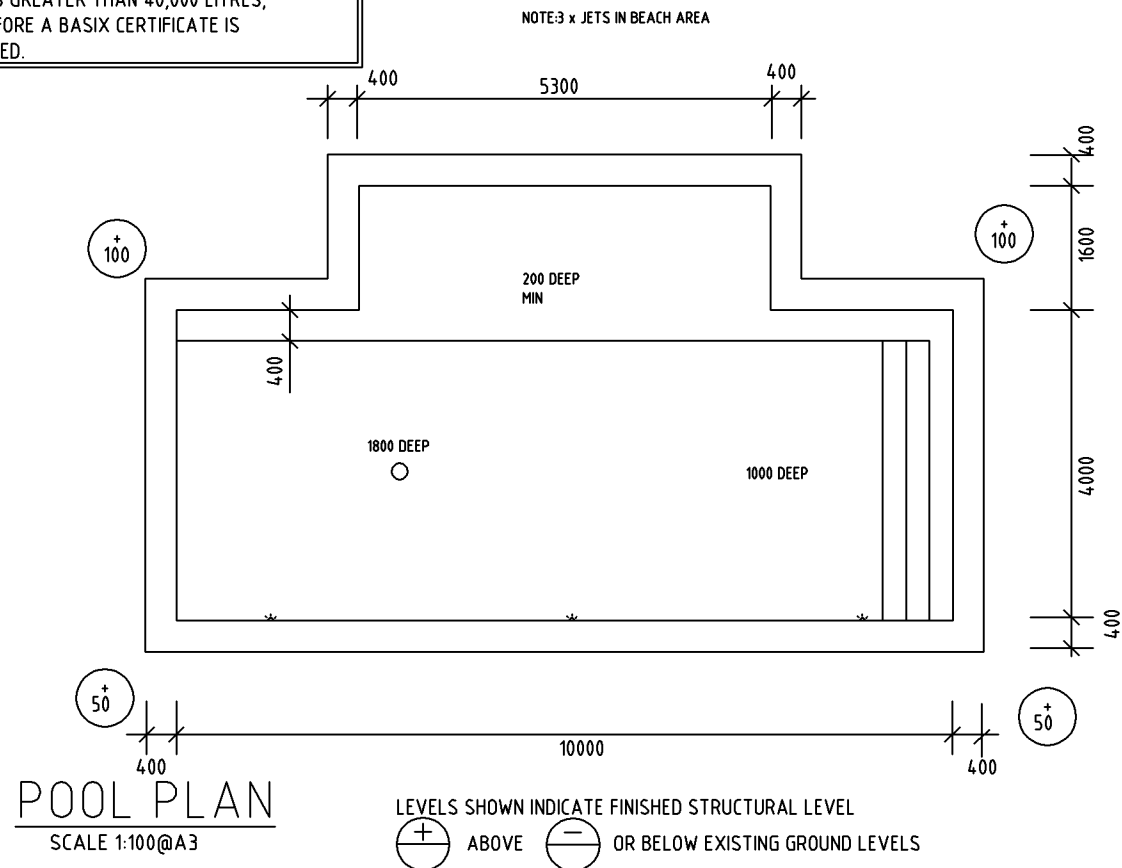 GREATER THAN 40,000 LITRES,
FORE A BASIX CERTIFICATE IS
ED.
NOTE:3 x JETS IN BEACH AREA
400
5300
400
400
+
100
+
100
1600
200 DEEP
MIN
400
1800 DEEP
1000 DEEP
4000
400
+
50
+
50
10000
400
400
POOL PLAN
SCALE 1:100@A3
LEVELS SHOWN INDICATE FINISHED STRUCTURAL LEVEL
+ ABOVE − OR BELOW EXISTING GROUND LEVELS